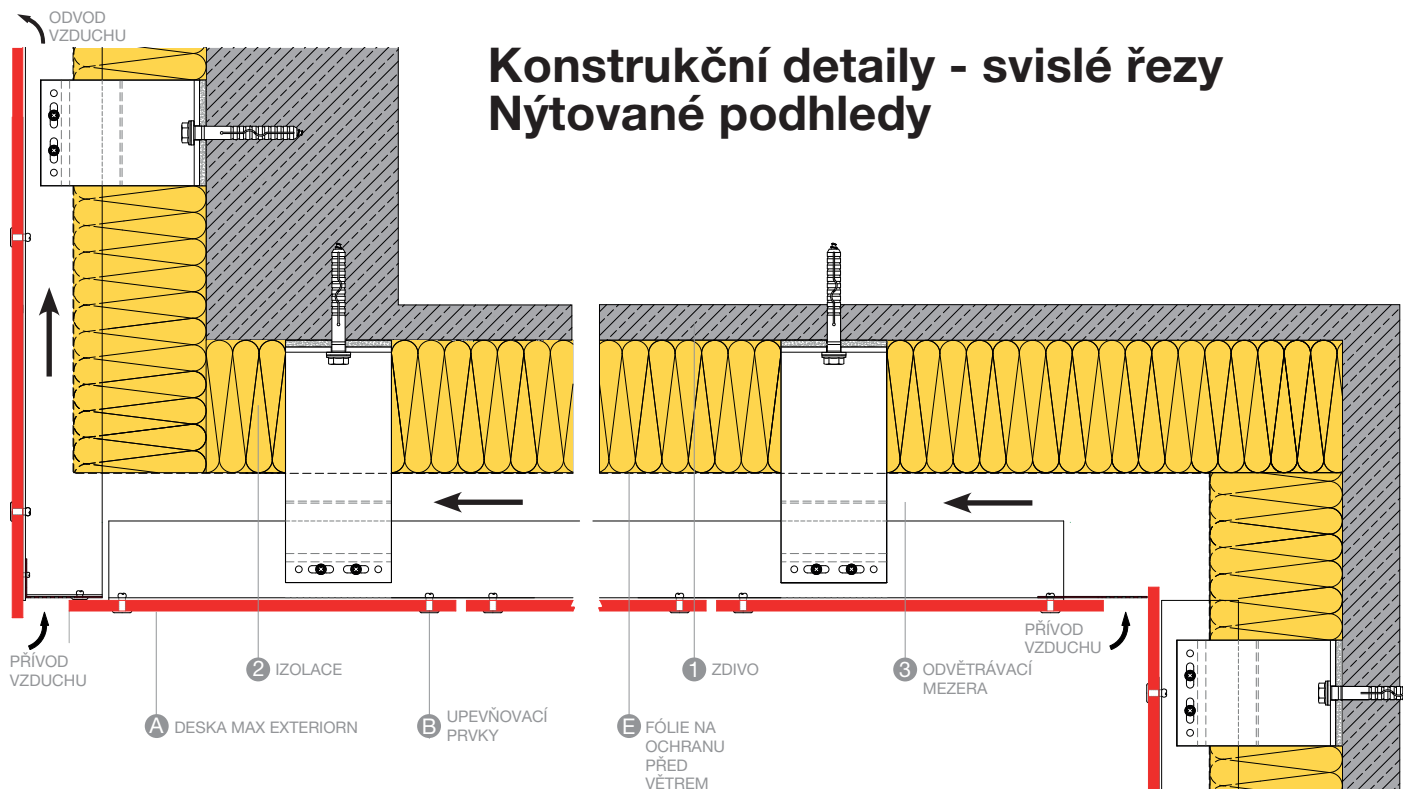 ODVOD
VZDUCHU
Konstrukční detaily - svislé řezy
Nýtované podhledy
PŘÍVOD
VZDUCHU
2 IZOLACE
1 ZDIVO
3 ODVĚTRÁVACÍ
MEZERA
PŘÍVOD
VZDUCHU
A DESKA MAX EXTERIORN
B UPEVŇOVACÍ
PRVKY
E FÓLIE NA
OCHRANU
PŘED
VĚTREM